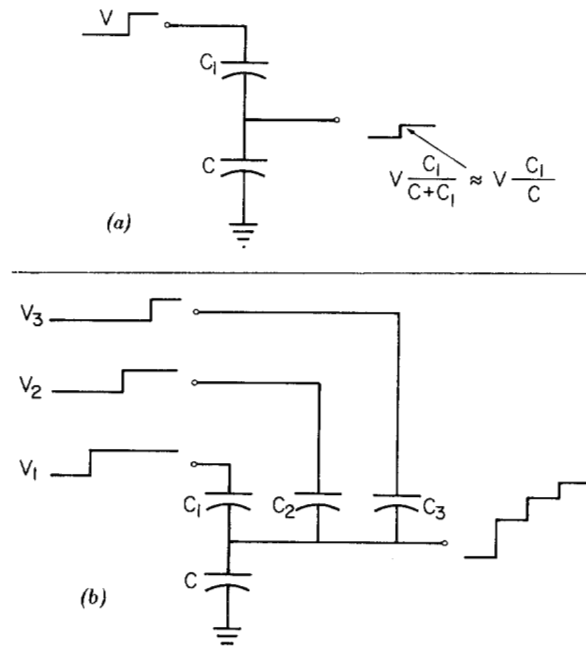 V
C₁
C
V C₁/(C+C₁) ≈ V C₁/C
(a)
V₃
V₂
V₁
C₁ C₂ C₃
C
(b)